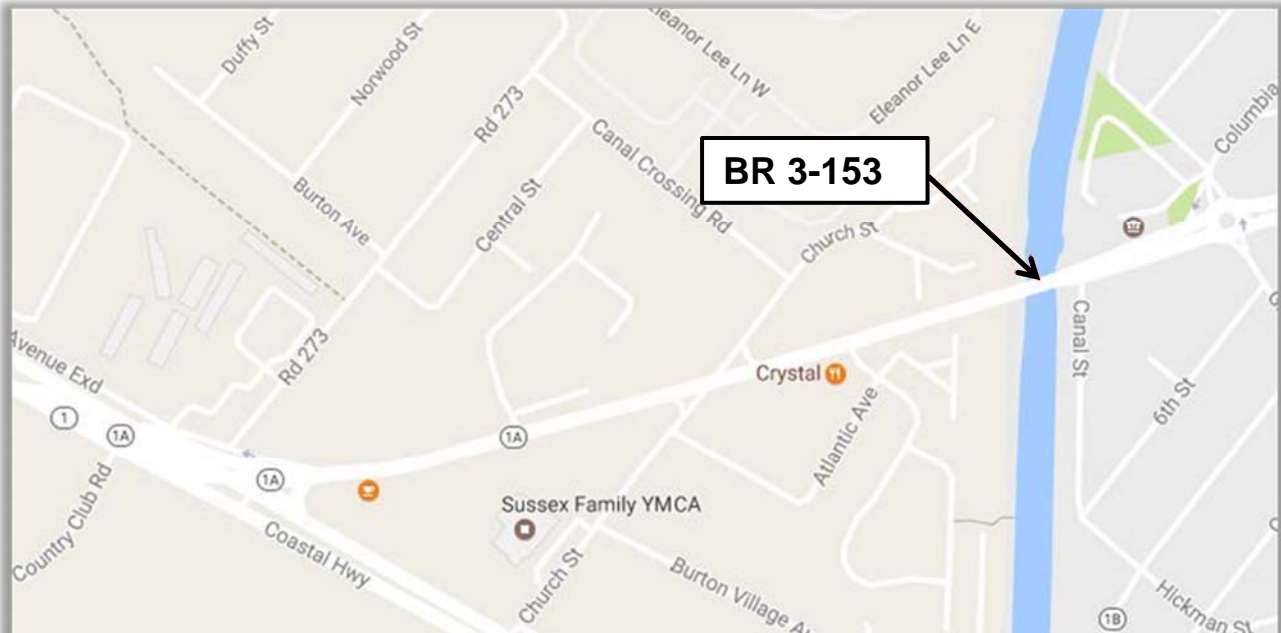 Duffy St
Norwood St
Eleanor Lee Ln W
Eleanor Lee Ln E
Rd 273
Columbia
Canal Crossing Rd
BR 3-153
Burton Ave
Central St
Church St
Canal St
Rd 273
Avenue Exd
Crystal
6th St
Atlantic Ave
1
1A
1A
1A
Country Club Rd
Sussex Family YMCA
Coastal Hwy
Church St
Burton Village Av
Hickman St
1B